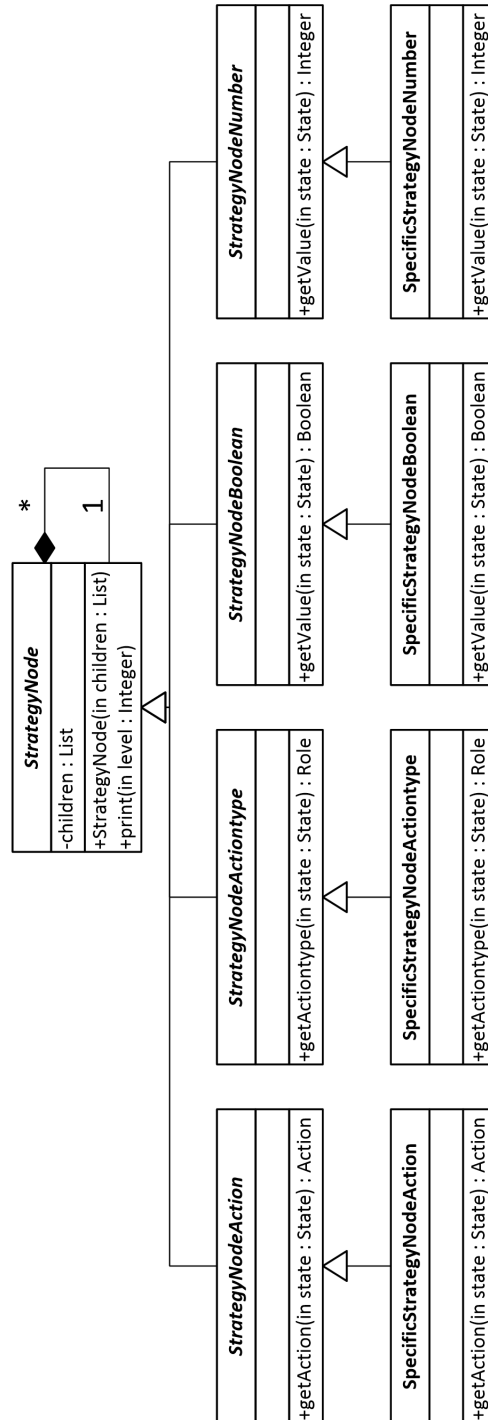 StrategyNode
-children : List
+StrategyNode(in children : List)
+print(in level : Integer)
*
1
StrategyNodeAction
+getAction(in state : State) : Action
StrategyNodeActiontype
+getActiontype(in state : State) : Role
StrategyNodeBoolean
+getValue(in state : State) : Boolean
StrategyNodeNumber
+getValue(in state : State) : Integer
SpecificStrategyNodeAction
+getAction(in state : State) : Action
SpecificStrategyNodeActiontype
+getActiontype(in state : State) : Role
SpecificStrategyNodeBoolean
+getValue(in state : State) : Boolean
SpecificStrategyNodeNumber
+getValue(in state : State) : Integer